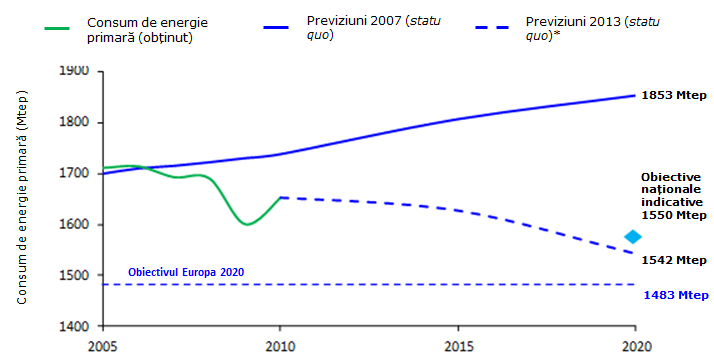 Consum de energie
primară (obținut)
Previziuni 2007 (statu
quo)
Previziuni 2013 (statu
quo)*
Consum de energie primară (Mtep)
1900
1800
1700
1600
1500
1400
2005
2010
2015
2020
1853 Mtep
Obiective
naționale
indicative
1550 Mtep
1542 Mtep
Obiectivul Europa 2020
1483 Mtep